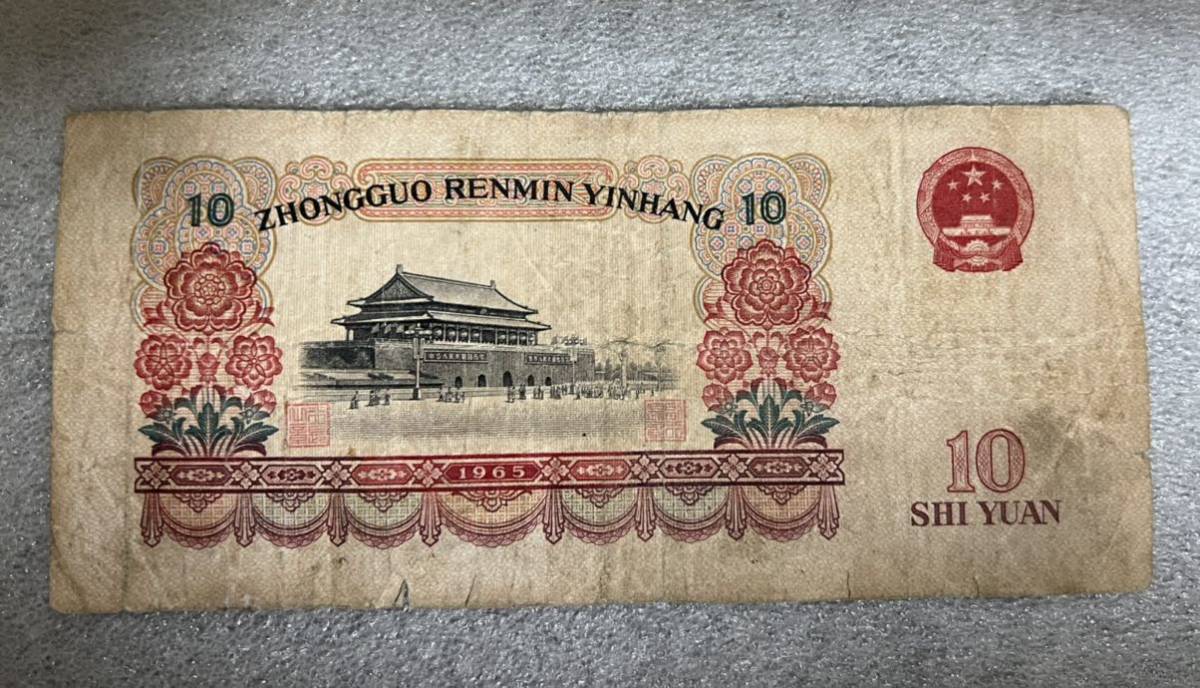 10 ZHONGGUO RENMIN YINHANG 10
1965
10
SHI YUAN